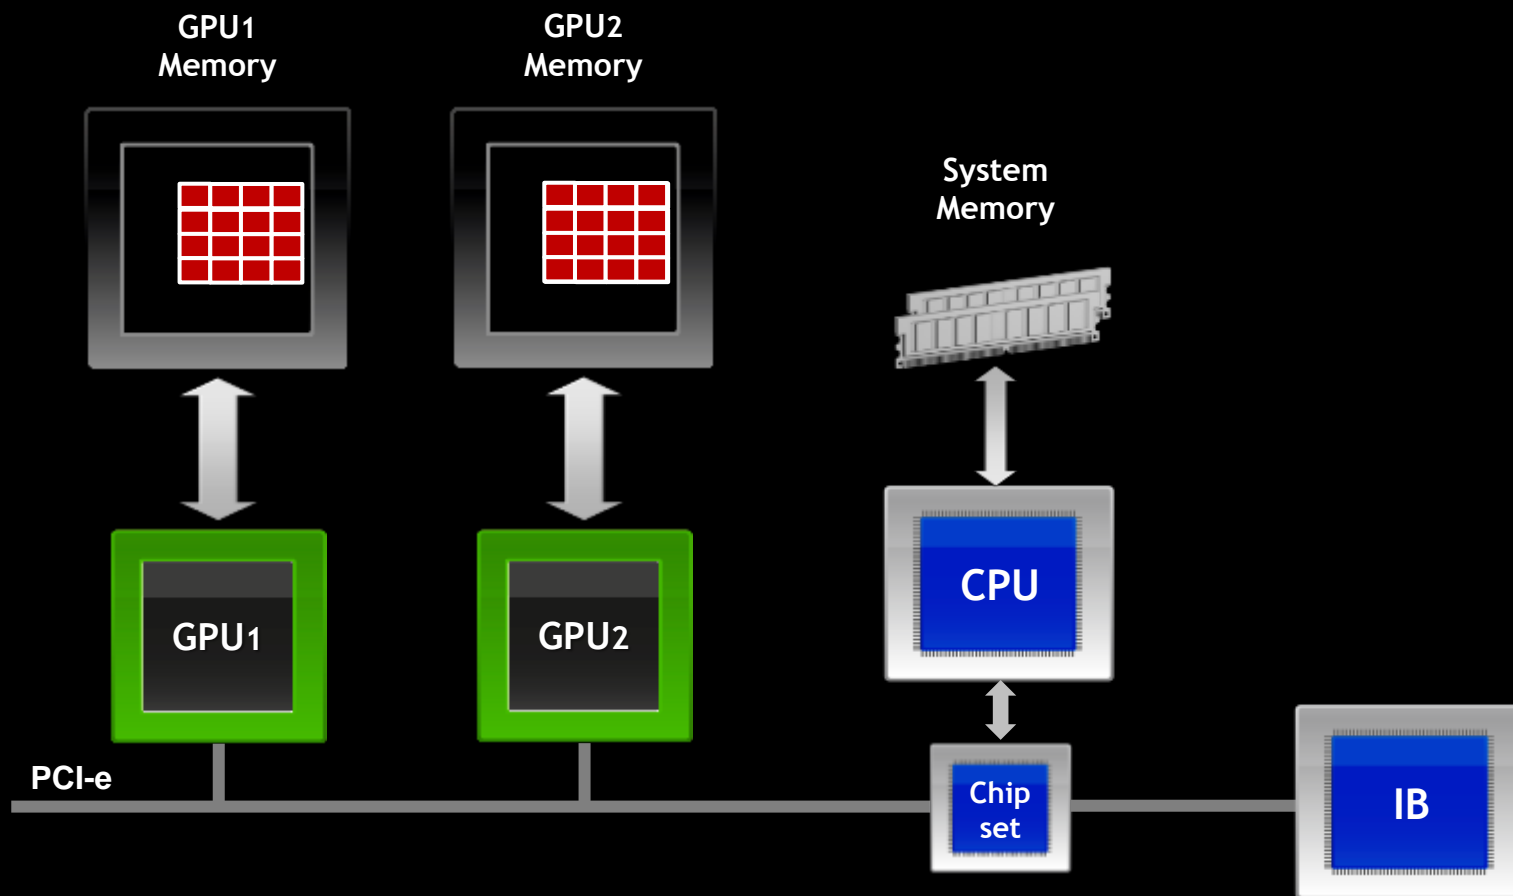 GPU1
Memory
GPU2
Memory
System
Memory
CPU
GPU1
GPU2
PCI-e
Chip
set
IB